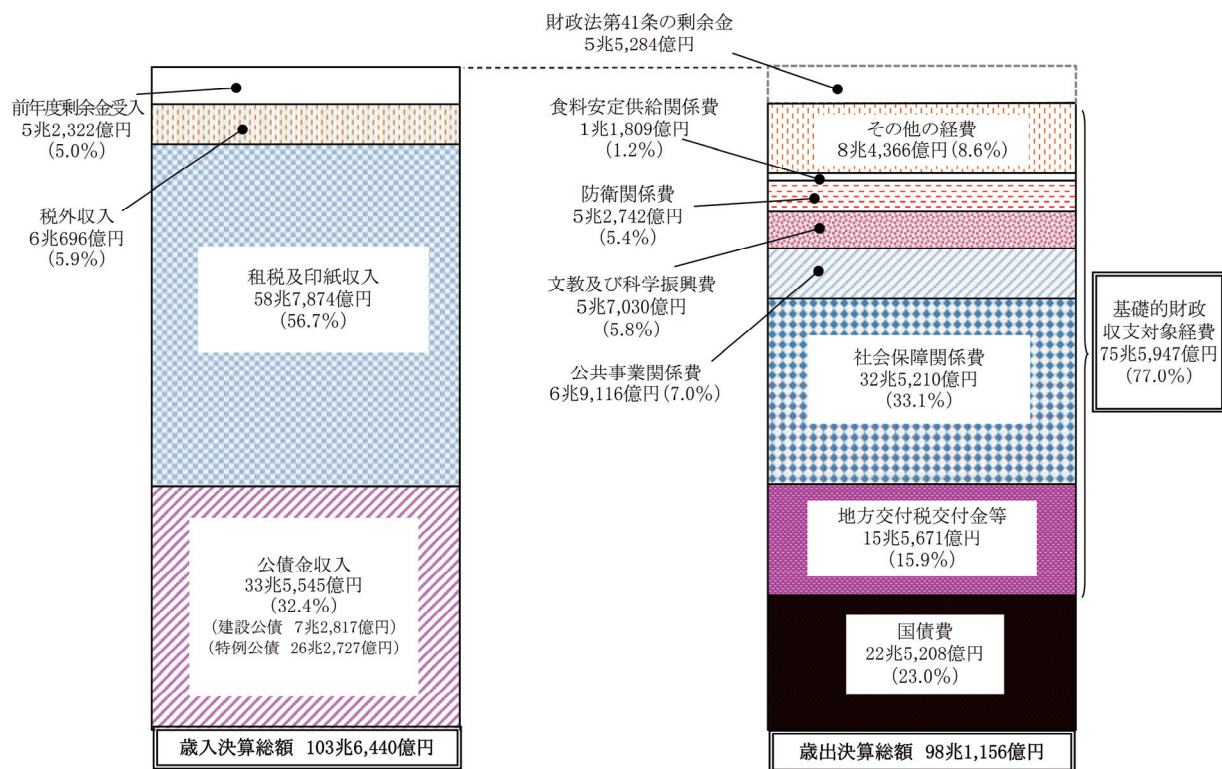 財政法第41条の剰余金
5兆5,284億円
前年度剰余金受入
5兆2,322億円
(5.0%)
税外収入
6兆696億円
(5.9%)
租税及印紙収入
58兆7,874億円
(56.7%)
公債金収入
33兆5,545億円
(32.4%)
(建設公債 7兆2,817億円)
(特例公債 26兆2,727億円)
歳入決算総額 103兆6,440億円
食料安定供給関係費
1兆1,809億円
(1.2%)
防衛関係費
5兆2,742億円
(5.4%)
文教及び科学振興費
5兆7,030億円
(5.8%)
公共事業関係費
6兆9,116億円(7.0%)
その他の経費
8兆4,366億円(8.6%)
社会保障関係費
32兆5,210億円
(33.1%)
地方交付税交付金等
15兆5,671億円
(15.9%)
国債費
22兆5,208億円
(23.0%)
歳出決算総額 98兆1,156億円
基礎的財政
収支対象経費
75兆5,947億円
(77.0%)